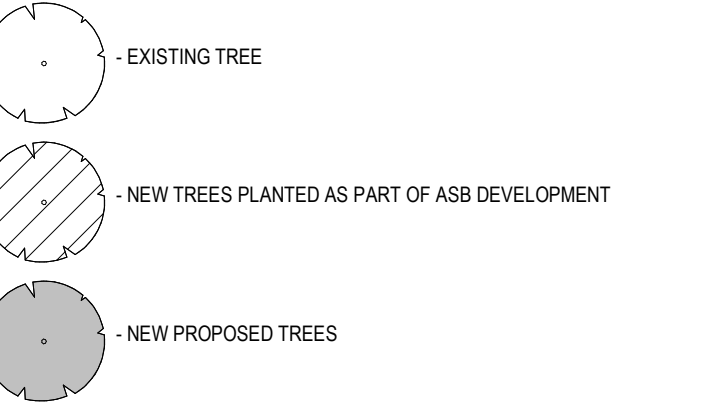 - EXISTING TREE
- NEW TREES PLANTED AS PART OF ASB DEVELOPMENT
- NEW PROPOSED TREES